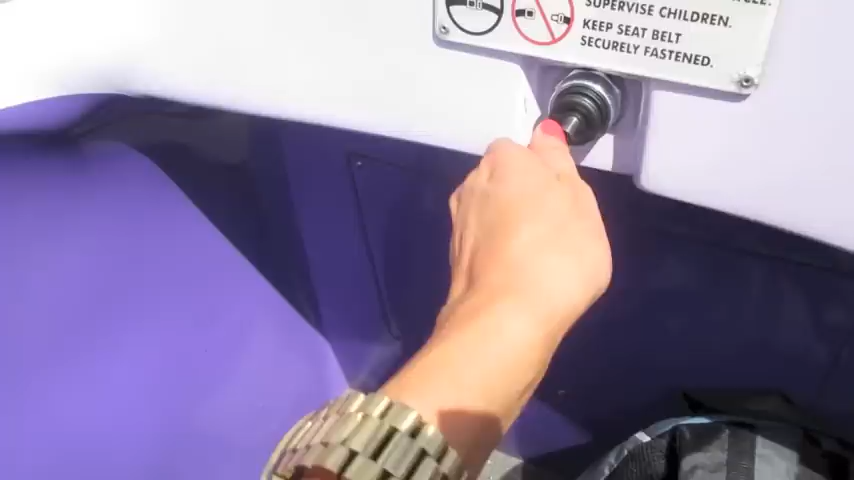 SUPERVISE CHILDREN.
KEEP SEAT BELT
SECURELY FASTENED.